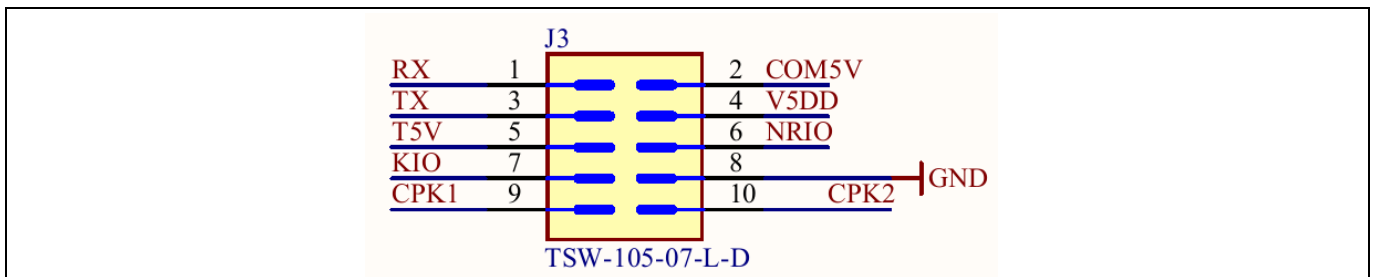 J3
RX 1 2 COM5V
TX 3 4 V5DD
T5V 5 6 NRIO
KIO 7 8 GND
CPK1 9 10 CPK2
TSW-105-07-L-D